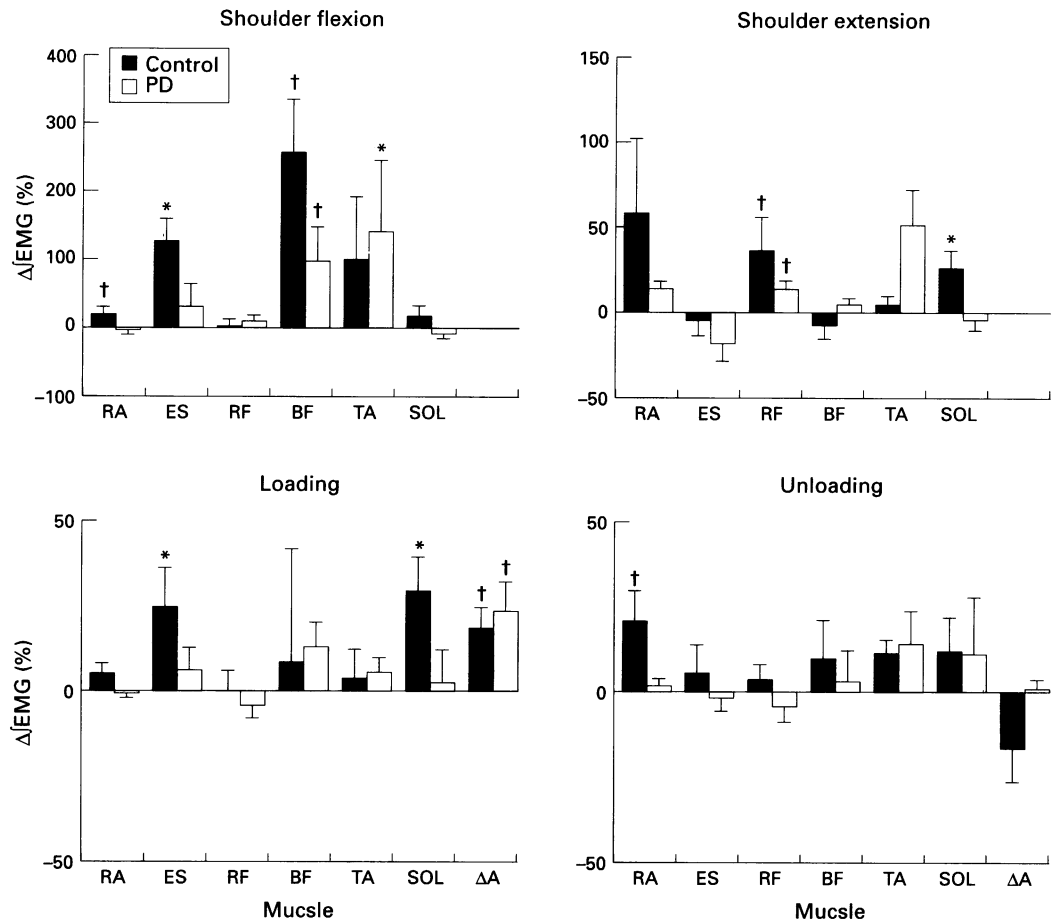 Shoulder flexion
400
300
200
100
0
−100
Δ∫EMG (%)
Control
PD
†
*
†
†
*
RA ES RF BF TA SOL
Shoulder extension
150
100
50
0
−50
†
†
*
RA ES RF BF TA SOL
Loading
50
0
−50
Δ∫EMG (%)
*
*
†
†
RA ES RF BF TA SOL ΔA
Mucsle
Unloading
50
0
−50
†
RA ES RF BF TA SOL ΔA
Mucsle